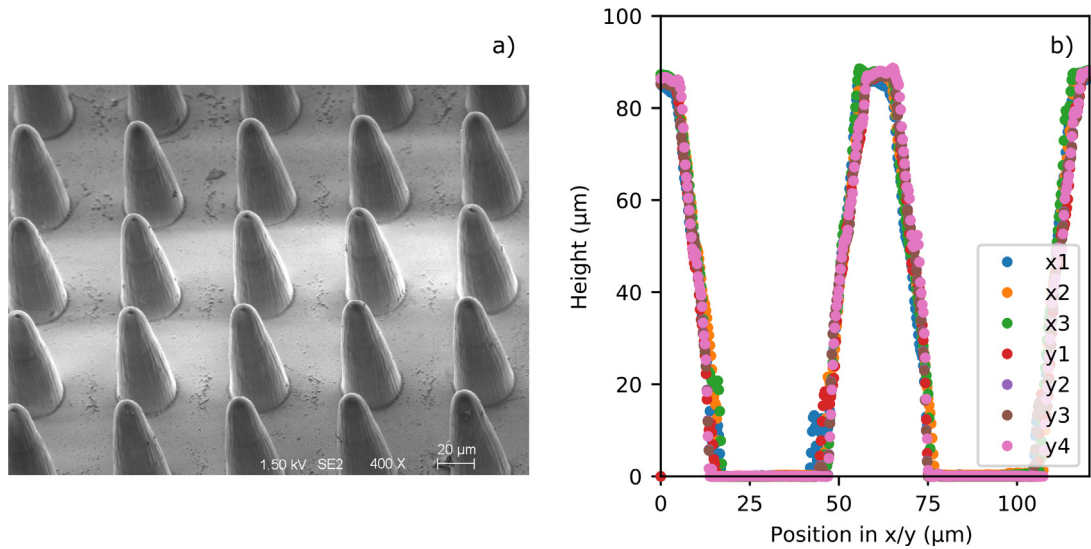 a)
20 µm
1.50 kV SE2 400 X
b)
Height (µm)
100
80
60
40
20
0
x1
x2
x3
y1
y2
y3
y4
0 25 50 75 100
Position in x/y (µm)